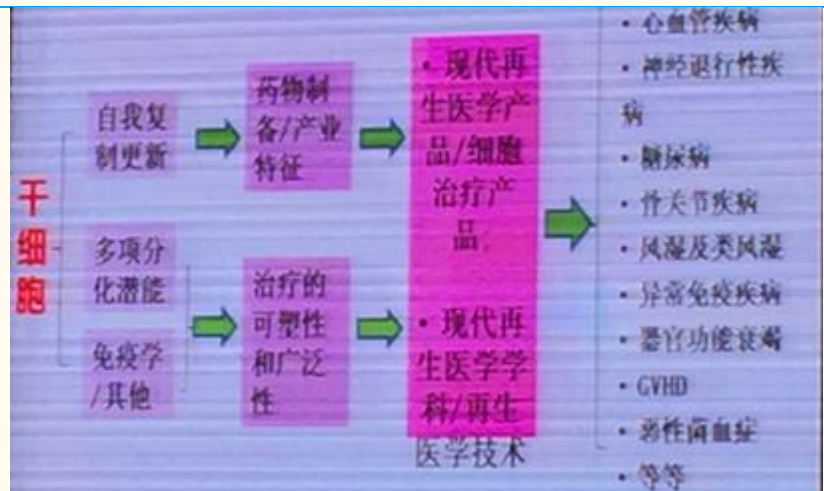 干细胞
自我复
制更新
多项分
化潜能
免疫学
/其他
药物制
备/产业
特征
治疗的
可塑性
和广泛
性
• 现代再
生医学产
品/细胞
治疗产
品,
• 现代再
生医学学
科/再生
医学技术
• 心血管疾病
• 神经退行性疾
病
• 糖尿病
• 骨关节疾病
• 风湿及类风湿
• 异常免疫疾病
• 器官功能衰竭
• GVHD
• 恶性菌血症
• 等等